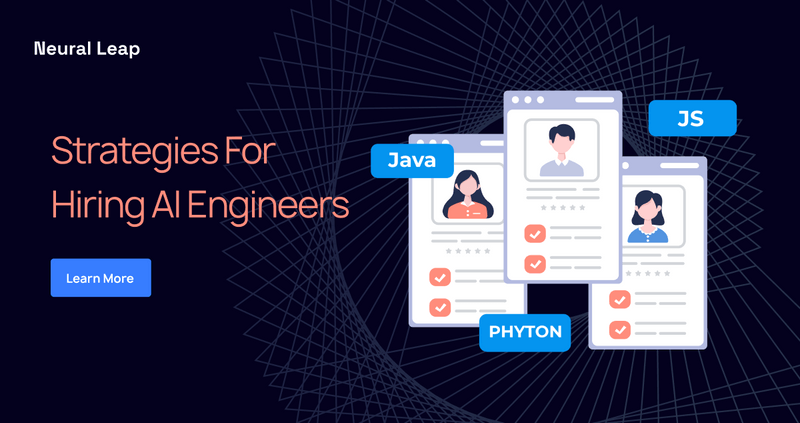 Neural Leap
Strategies For
Hiring AI Engineers
Learn More
Java
JS
PHYTON